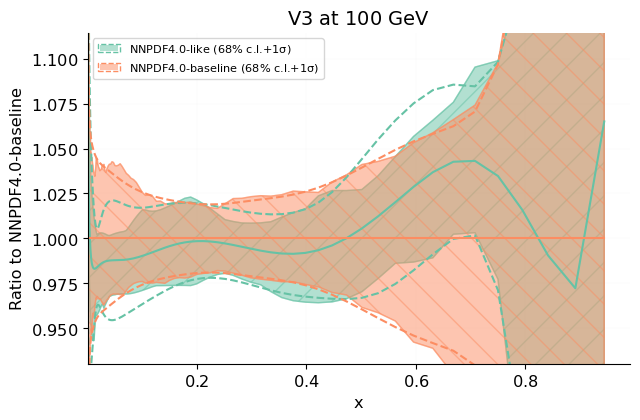 V3 at 100 GeV
NNPDF4.0-like (68% c.l.+1σ)
NNPDF4.0-baseline (68% c.l.+1σ)
Ratio to NNPDF4.0-baseline
1.100
1.075
1.050
1.025
1.000
0.975
0.950
0.2 0.4 0.6 0.8
x